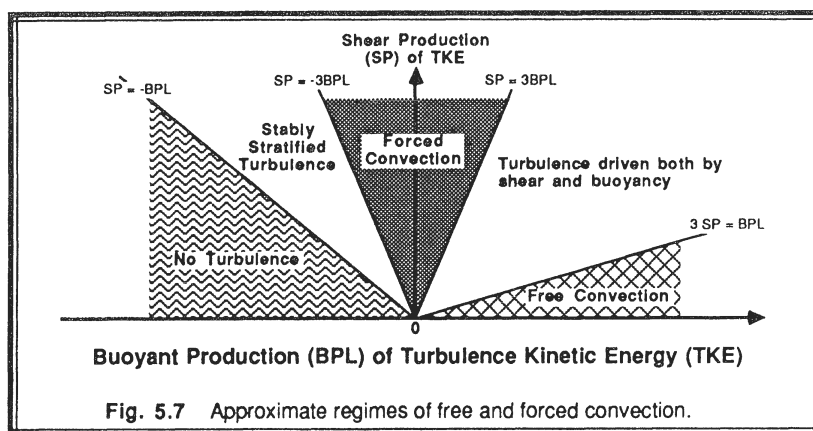 Shear Production
(SP) of TKE
SP = -BPL
SP = -3BPL
SP = 3BPL
Stably
Stratified
Turbulence
Forced
Convection
Turbulence driven both by
shear and buoyancy
3 SP = BPL
No Turbulence
Free Convection
0
Buoyant Production (BPL) of Turbulence Kinetic Energy (TKE)
Fig. 5.7 Approximate regimes of free and forced convection.